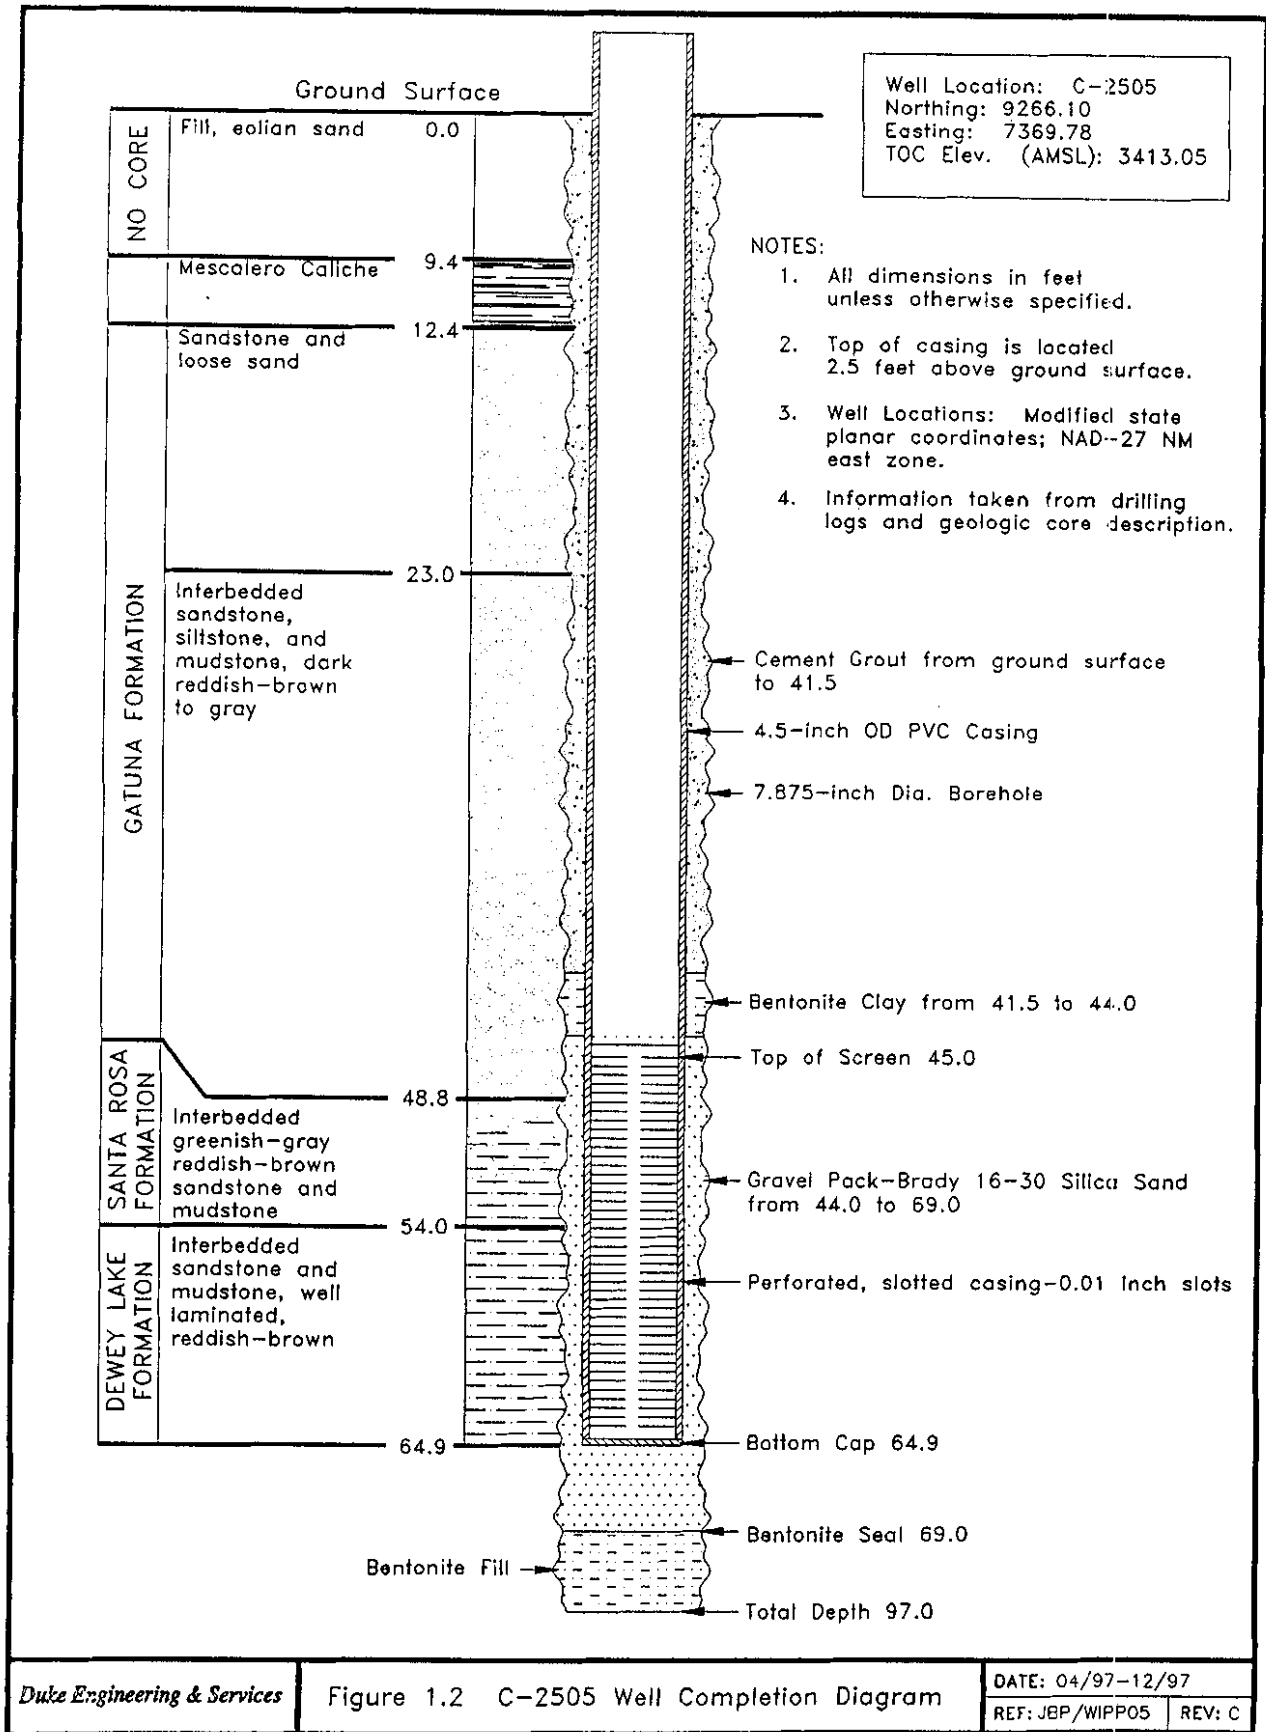 Ground Surface
Well Location: C-2505
Northing: 9266.10
Easting: 7369.78
TOC Elev. (AMSL): 3413.05
NO CORE
Fill, eolian sand 0.0
Mescalero Caliche 9.4
12.4
Sandstone and
loose sand
NOTES:
1. All dimensions in feet
unless otherwise specified.
2. Top of casing is located
2.5 feet above ground surface.
3. Well Locations: Modified state
planar coordinates; NAD-27 NM
east zone.
4. Information taken from drilling
logs and geologic core description.
GATUNA FORMATION
23.0
Interbedded
sandstone,
siltstone, and
mudstone, dark
reddish-brown
to gray
Cement Grout from ground surface
to 41.5
4.5-inch OD PVC Casing
7.875-inch Dia. Borehole
Bentonite Clay from 41.5 to 44.0
Top of Screen 45.0
SANTA ROSA
FORMATION
48.8
Interbedded
greenish-gray
reddish-brown
sandstone and
mudstone
Gravel Pack-Brady 16-30 Silica Sand
from 44.0 to 69.0
54.0
DEWEY LAKE
FORMATION
Interbedded
sandstone and
mudstone, well
laminated,
reddish-brown
Perforated, slotted casing-0.01 Inch slots
64.9
Bottom Cap 64.9
Bentonite Seal 69.0
Bentonite Fill
Total Depth 97.0
Duke Engineering & Services
Figure 1.2 C-2505 Well Completion Diagram
DATE: 04/97-12/97
REF: JBP/WIPP05 REV: C